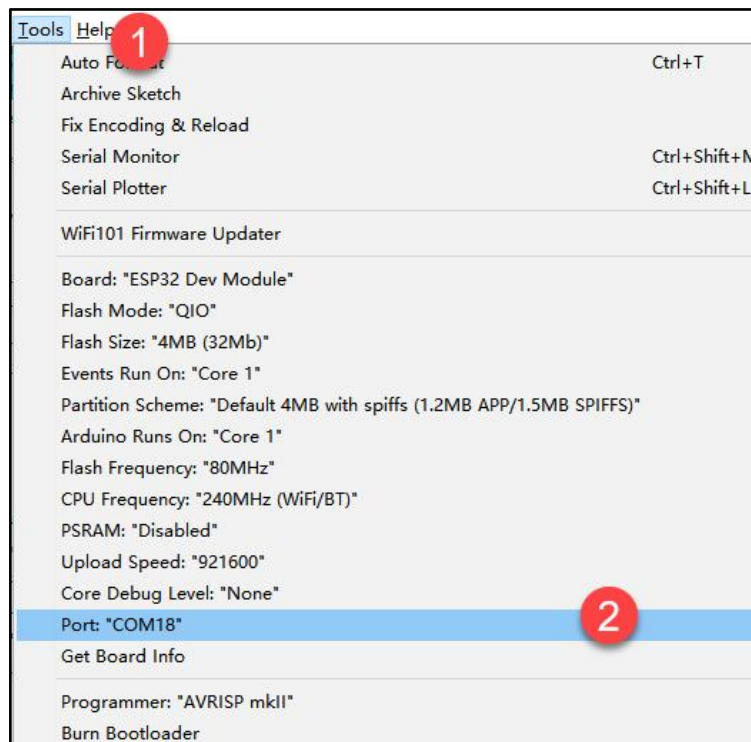 Tools Help
1
Auto Format Ctrl+T
Archive Sketch
Fix Encoding & Reload
Serial Monitor Ctrl+Shift+M
Serial Plotter Ctrl+Shift+L
WiFi101 Firmware Updater
Board: "ESP32 Dev Module"
Flash Mode: "QIO"
Flash Size: "4MB (32Mb)"
Events Run On: "Core 1"
Partition Scheme: "Default 4MB with spiffs (1.2MB APP/1.5MB SPIFFS)"
Arduino Runs On: "Core 1"
Flash Frequency: "80MHz"
CPU Frequency: "240MHz (WiFi/BT)"
PSRAM: "Disabled"
Upload Speed: "921600"
Core Debug Level: "None"
Port: "COM18" 2
Get Board Info
Programmer: "AVRISP mkII"
Burn Bootloader